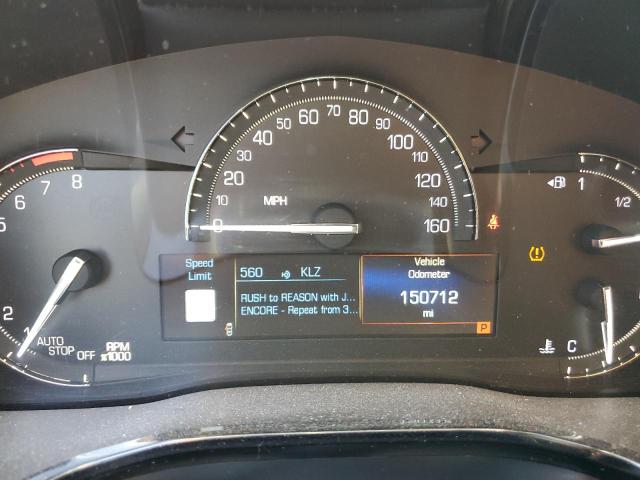 60
50 70
40 80
30 90
20 100
10 110
0 MPH 120
140
160
8
7
6
5
2
1
AUTO
STOP OFF
RPM
x1000
Speed
Limit
560 KLZ
RUSH to REASON with J...
ENCORE - Repeat from 3...
Vehicle
Odometer
150712
mi
P
1
1/2
C